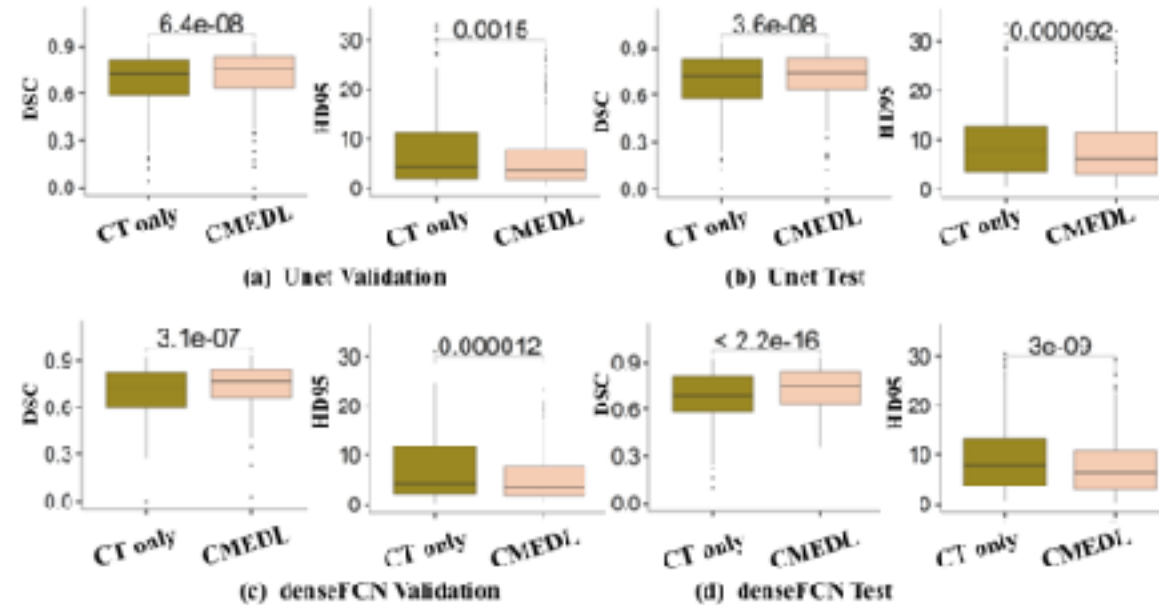 6.4e-08
0.9
0.6
0.3
0.0
DSC
CT only
CMEDL
0.0015
30
20
10
0
HD95
CT only
CMEDL
(a) Unet Validation
3.6e-08
0.9
0.6
0.3
0.0
DSC
CT only
CMEDL
0.000092
30
20
10
0
HD95
CT only
CMEDL
(b) Unet Test
3.1e-07
0.9
0.6
0.3
0.0
DSC
CT only
CMEDL
0.000012
30
20
10
0
HD95
CT only
CMEDL
(c) denseFCN Validation
< 2.2e-16
0.9
0.6
0.3
0.0
DSC
CT only
CMEDL
3e-09
30
20
10
0
HD95
CT only
CMEDL
(d) denseFCN Test